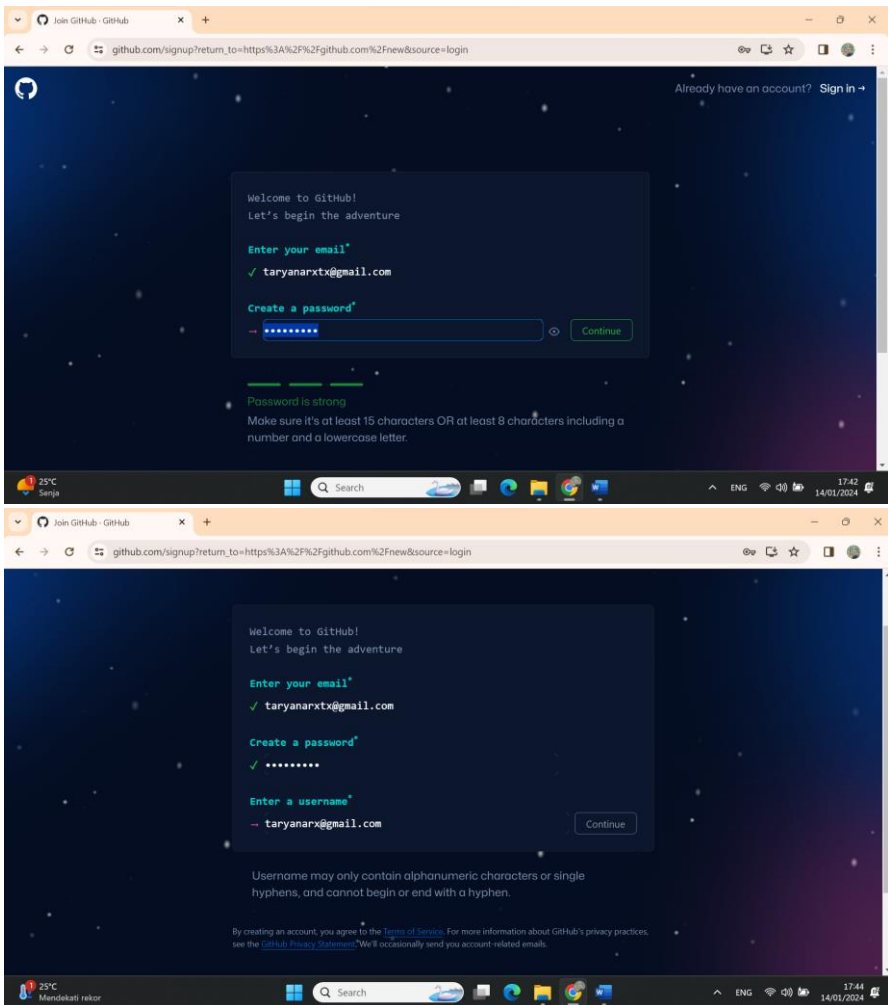 Join GitHub · GitHub
github.com/signup?return_to=https%3A%2F%2Fgithub.com%2Fnew&source=login
Already have an account? Sign in →
Welcome to GitHub!
Let's begin the adventure
Enter your email*
✓ taryanarxtx@gmail.com
Create a password*
→ •••••••••
Continue
Password is strong
Make sure it's at least 15 characters OR at least 8 characters including a
number and a lowercase letter.
1
25°C
Senja
Search
ENG
17:42
14/01/2024
Join GitHub · GitHub
github.com/signup?return_to=https%3A%2F%2Fgithub.com%2Fnew&source=login
Welcome to GitHub!
Let's begin the adventure
Enter your email*
✓ taryanarxtx@gmail.com
Create a password*
✓ •••••••••
Enter a username*
→ taryanarx@gmail.com
Continue
Username may only contain alphanumeric characters or single
hyphens, and cannot begin or end with a hyphen.
By creating an account, you agree to the Terms of Service. For more information about GitHub's privacy practices,
see the GitHub Privacy Statement. We'll occasionally send you account-related emails.
1
25°C
Mendekati rekor
Search
ENG
17:44
14/01/2024